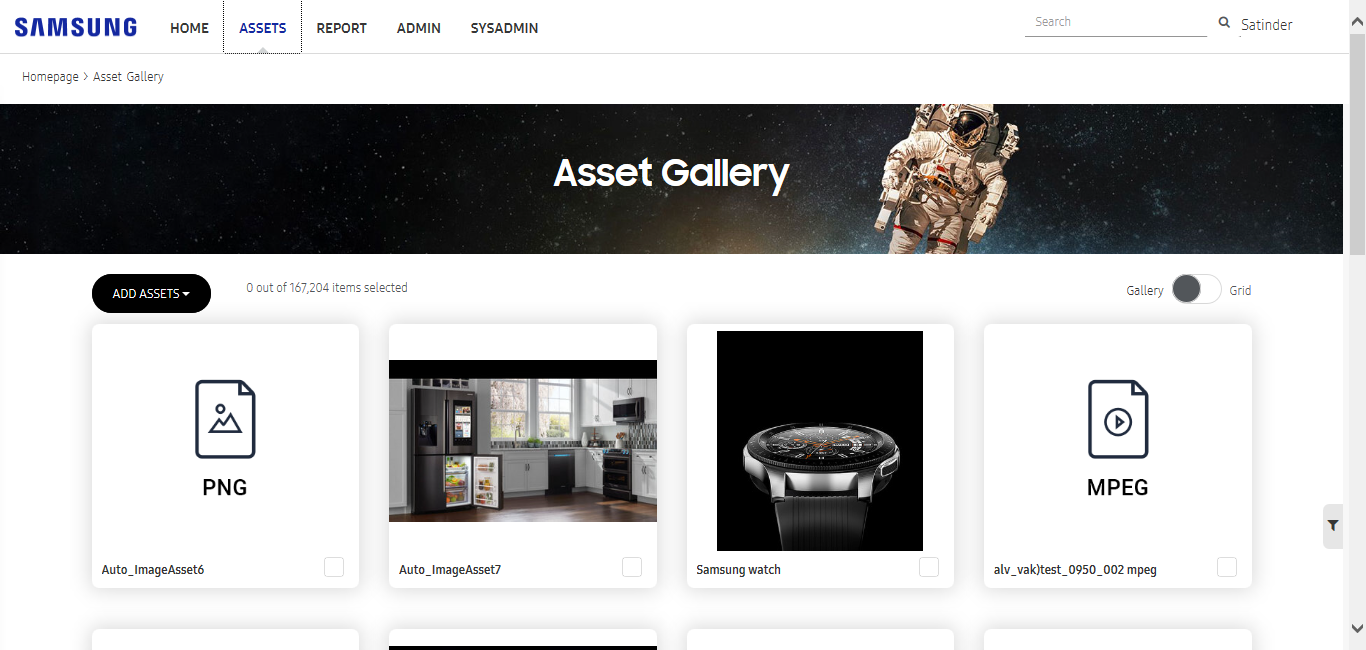 SAMSUNG HOME ASSETS REPORT ADMIN SYSADMIN Search Satinder
Homepage > Asset Gallery
Asset Gallery
ADD ASSETS 0 out of 167,204 items selected Gallery Grid
PNG
MPEG
Auto_ImageAsset6
Auto_ImageAsset7
Samsung watch
alv_vak)test_0950_002 mpeg